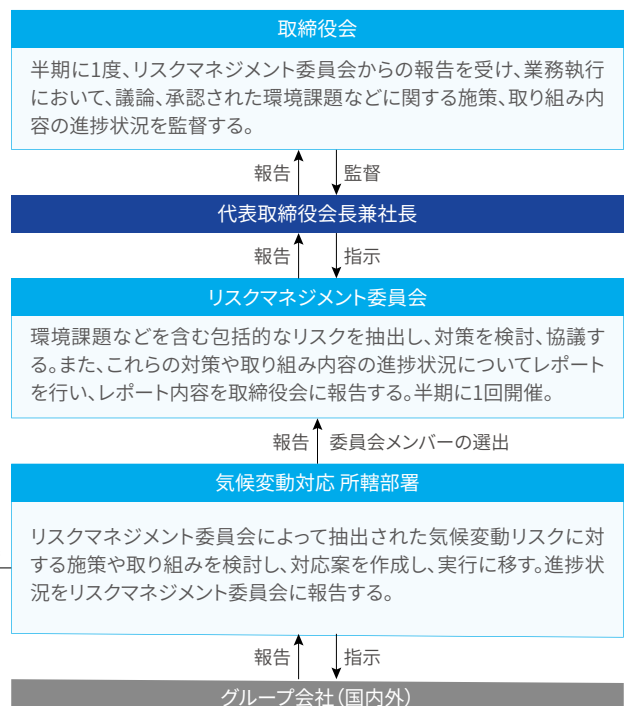 取締役会
半期に1度、リスクマネジメント委員会からの報告を受け、業務執行
において、議論、承認された環境課題などに関する施策、取り組み内
容の進捗状況を監督する。
報告 監督
代表取締役会長兼社長
報告 指示
リスクマネジメント委員会
環境課題などを含む包括的なリスクを抽出し、対策を検討、協議す
る。また、これらの対策や取り組み内容の進捗状況についてレポート
を行い、レポート内容を取締役会に報告する。半期に1回開催。
報告 委員会メンバーの選出
気候変動対応 所轄部署
リスクマネジメント委員会によって抽出された気候変動リスクに対
する施策や取り組みを検討し、対応案を作成し、実行に移す。進捗状
況をリスクマネジメント委員会に報告する。
報告 指示
グループ会社(国内外)